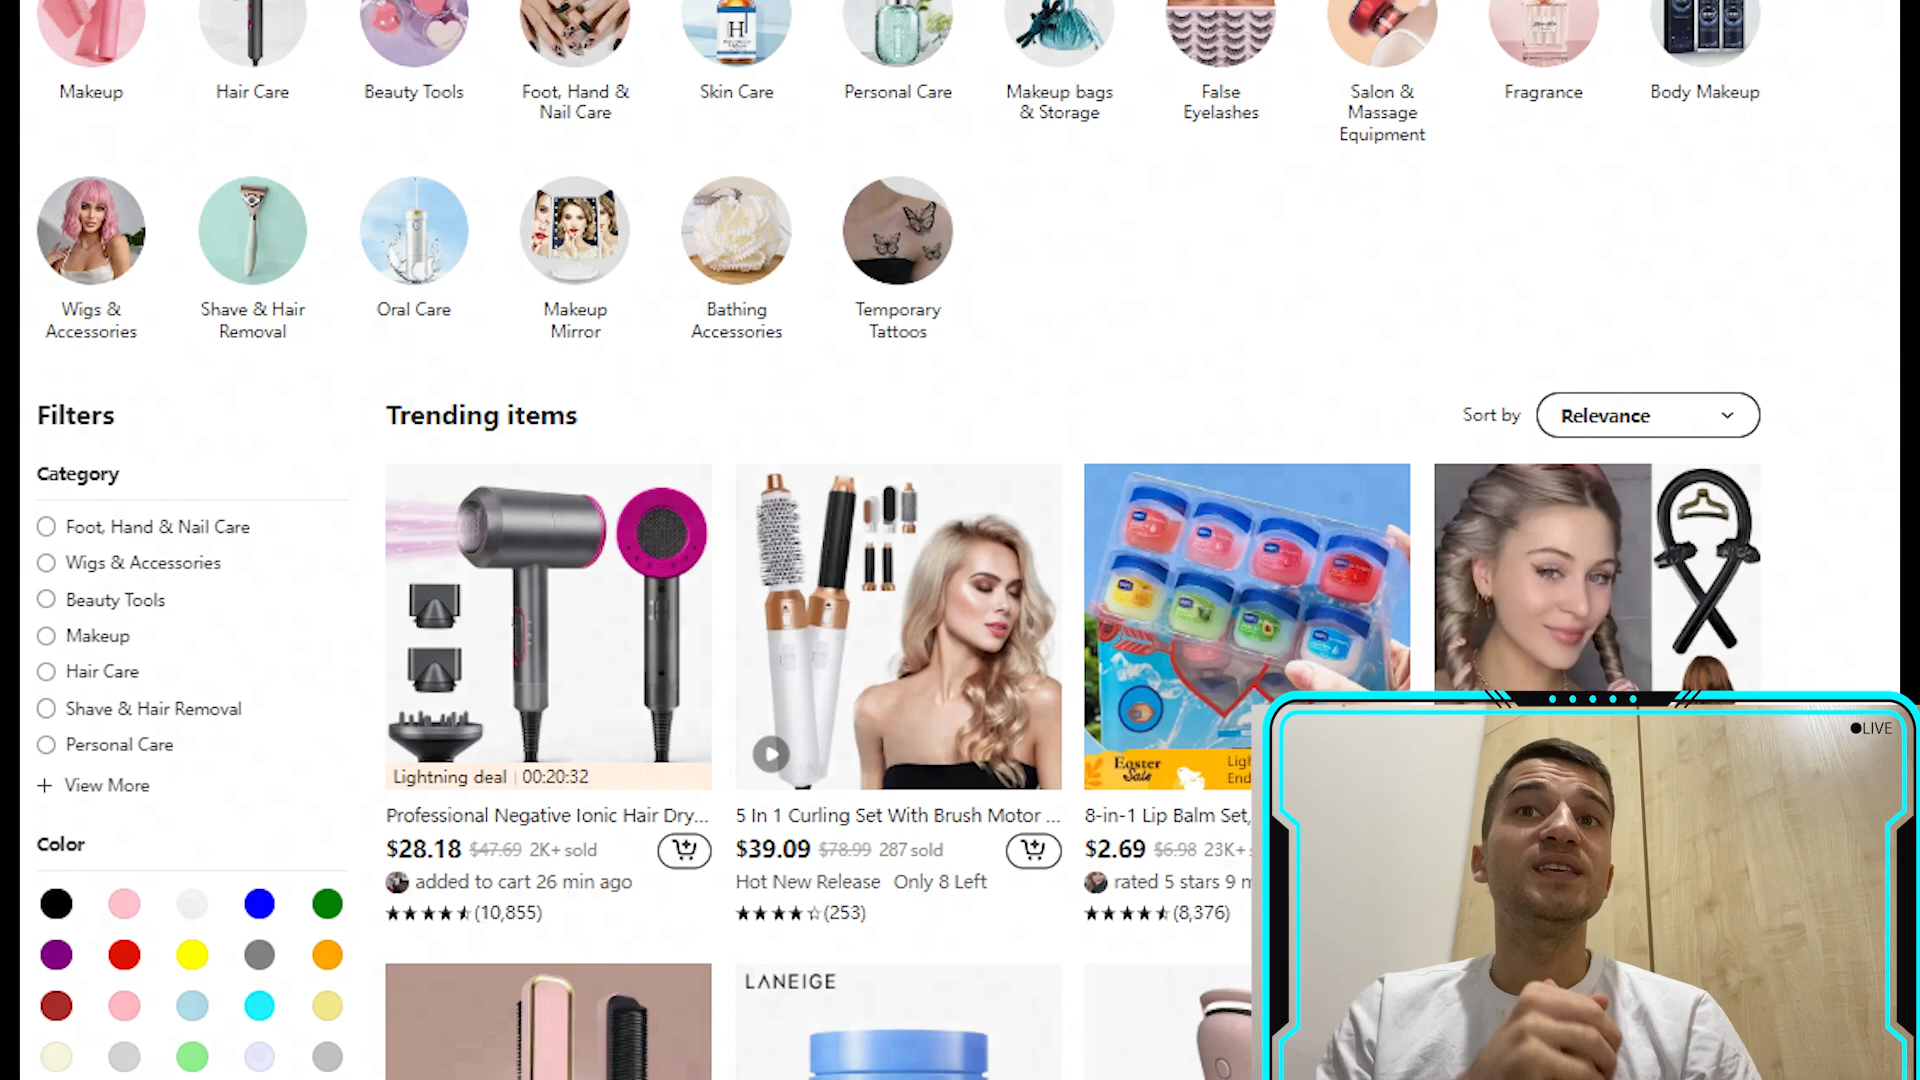 Makeup
Hair Care
Beauty Tools
Foot, Hand &
Nail Care
Skin Care
Personal Care
Makeup bags
& Storage
False
Eyelashes
Salon &
Massage
Equipment
Fragrance
Body Makeup
Wigs &
Accessories
Shave & Hair
Removal
Oral Care
Makeup
Mirror
Bathing
Accessories
Temporary
Tattoos
Filters
Category
Foot, Hand & Nail Care
Wigs & Accessories
Beauty Tools
Makeup
Hair Care
Shave & Hair Removal
Personal Care
+ View More
Color
Trending items
Sort by
Relevance
Lightning deal | 00:20:32
Professional Negative Ionic Hair Dry...
$28.18 $47.69 2K+ sold
added to cart 26 min ago
(10,855)
5 In 1 Curling Set With Brush Motor ...
$39.09 $78.99 287 sold
Hot New Release Only 8 Left
(253)
Easter
Sale
Ligh
End
8-in-1 Lip Balm Set,
$2.69 $6.98 23K+
rated 5 stars 9 m
(8,376)
LANEIGE
LIVE